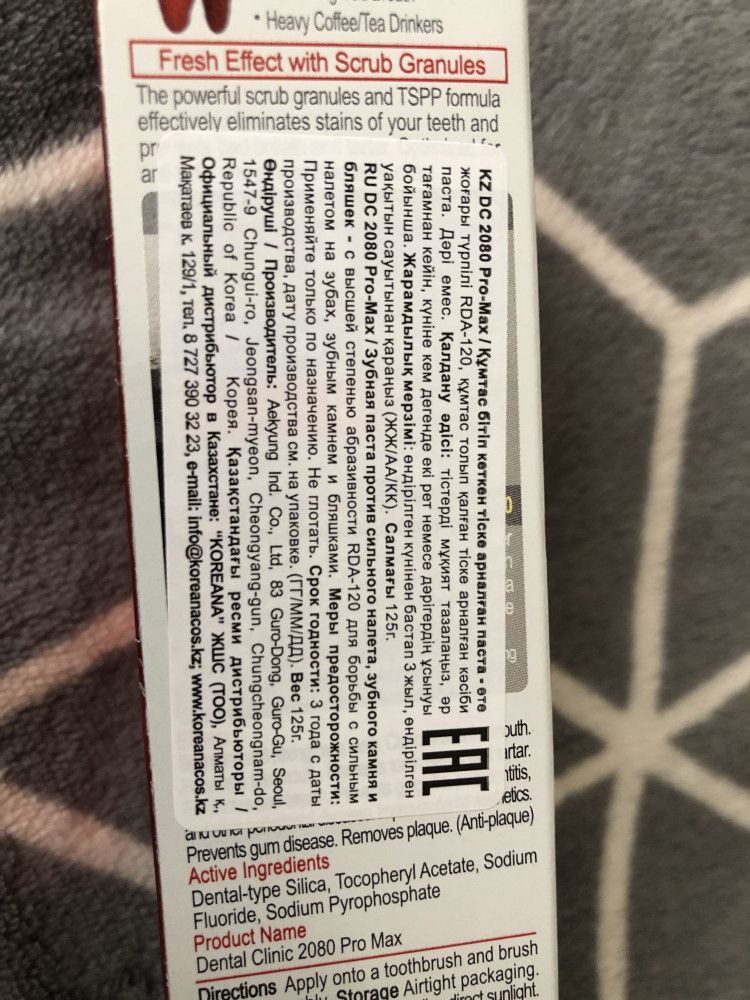 • Heavy Coffee/Tea Drinkers
Fresh Effect with Scrub Granules
The powerful scrub granules and TSPP formula
effectively eliminates stains of your teeth and
KZ DC 2080 Pro-Max / Құмтас бітіп кеткен тіске арналған паста - өте
жоғары түрпілі RDA-120, құмтас толып қалған тіске арналған кәсіби
паста. Дәрі емес. Қалдану әдісі: тістерді мұқият тазалаңыз, әр
тағамнан кейін, күніне кем дегенде екі рет немесе дәрігердің ұсынуы
бойынша. Жарамдылық мерзімі: өндірілген күнінен бастап 3 жыл, өндірілген
уақытын сауытынан қараңыз (ЖЖ/АА/КК). Салмағы 125г.
RU DC 2080 Pro-Max / Зубная паста против сильного налета, зубного камня и
бляшек - с высшей степенью абразивности RDA-120 для борьбы с сильным
налетом на зубах, зубным камнем и бляшками. Меры предосторожности:
Применяйте только по назначению. Не глотать. Срок годности: 3 года с даты
производства, дату производства см. на упаковке. (ГГ/ММ/ДД). Вес 125г.
Өндіруші / Производитель: Aekyung Ind. Co., Ltd, 83 Guro-Dong, Guro-Gu, Seoul,
1547-9 Chungui-ro, Jeongsan-myeon, Cheongyang-gun, Chungcheongnam-do,
Republic of Korea / Корея. Қазақстандағы ресми дистрибьюторы /
Официальный дистрибьютор в Казахстане: "KOREANA" ЖШС (ТОО), Алматы қ.,
Мақатаев к. 129/1, тел. 8 727 390 32 23, e-mail: info@koreanacos.kz; www.koreanacos.kz
EAC
Prevents gum disease. Removes plaque. (Anti-plaque)
Active Ingredients
Dental-type Silica, Tocopheryl Acetate, Sodium
Fluoride, Sodium Pyrophosphate
Product Name
Dental Clinic 2080 Pro Max
Directions Apply onto a toothbrush and brush
Storage Airtight packaging.
direct sunlight.